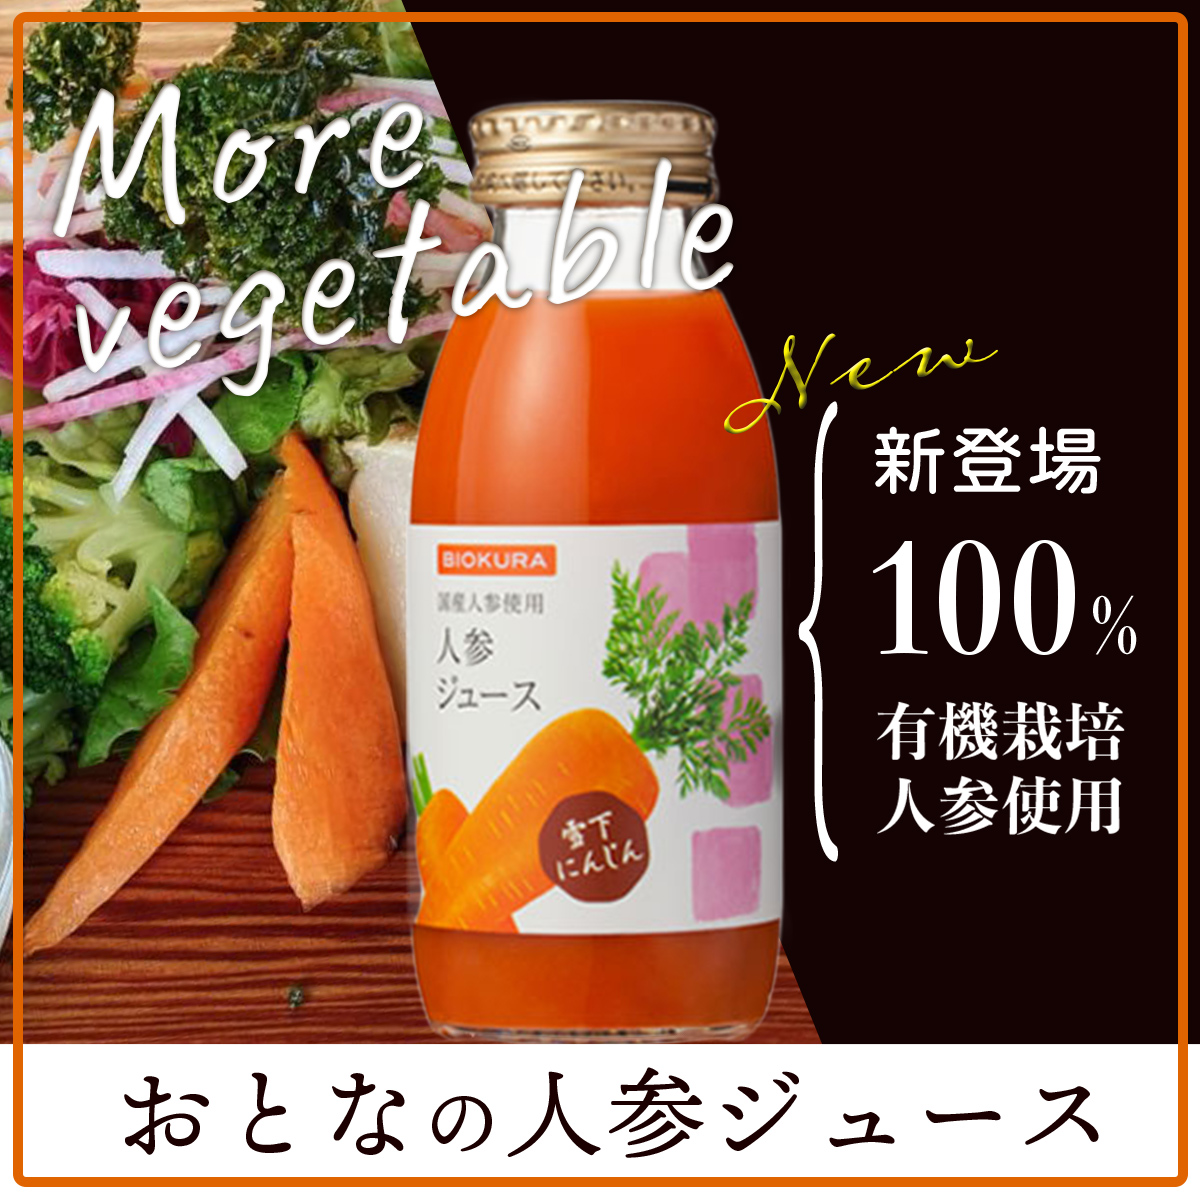 More
vegetable
New
新登場
100%
有機栽培
人参使用
BIOKURA
国産人参使用
人参
ジュース
雪下
にんじん
おとなの人参ジュース